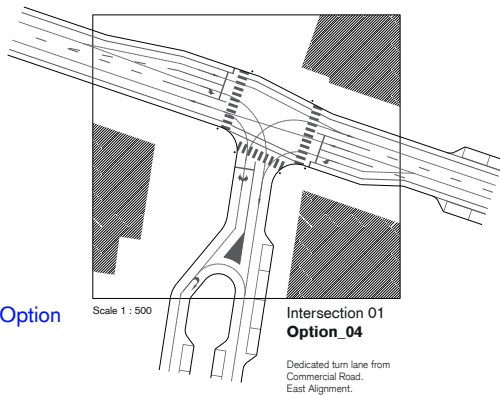 Option
Scale 1 : 500
Intersection 01
Option_04
Dedicated turn lane from
Commercial Road.
East Alignment.